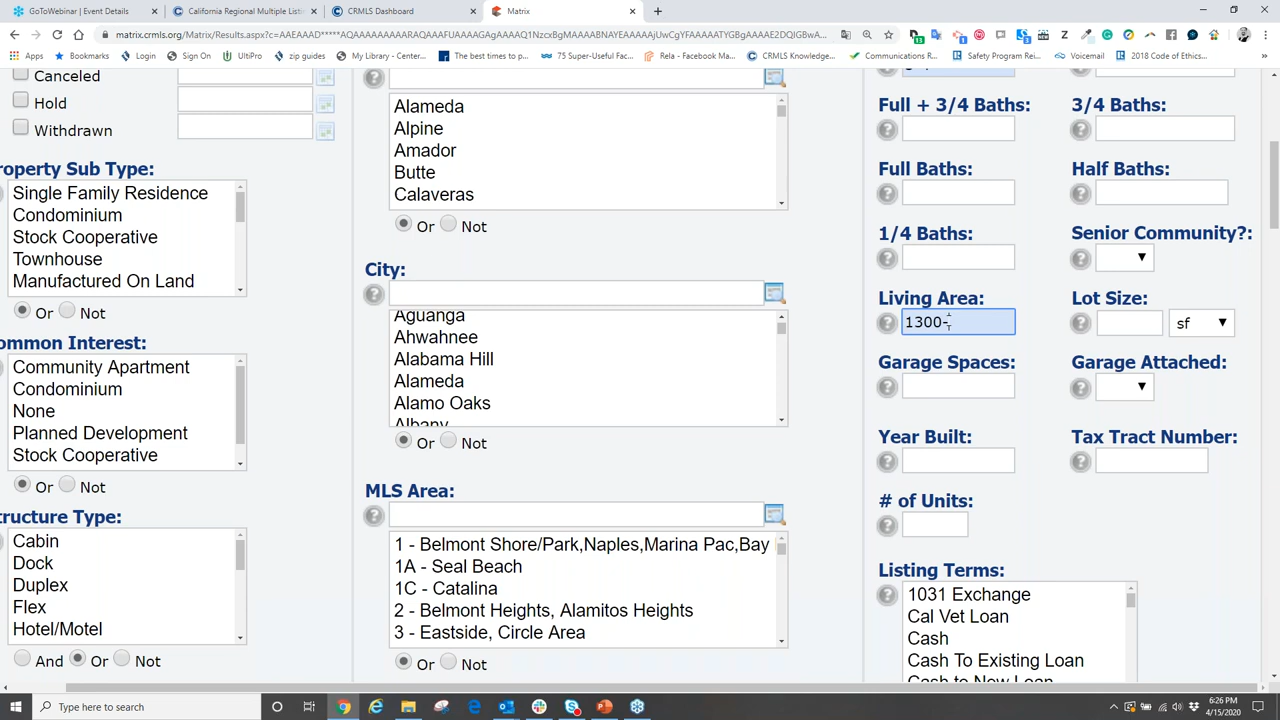 GoToWebinar | Event Details
California Regional Multiple Listi
CRMLS Dashboard
Matrix
matrix.crmls.org/Matrix/Results.aspx?c=AAEAAAD*****AQAAAAAAAAARAQAAAFUAAAAGAgAAAAQ1NzcxBgMAAAABNAYEAAAAAjUwCgYFAAAAATYGBgAAAAE2DQIGBwA...
Apps
Bookmarks
Login
Sign On
UtiliPro
zip guides
My Library - Center...
The best times to p...
75 Super-Useful Fac...
Rela - Facebook Ma...
CRMLS Knowledge...
Communications R...
Safety Program Rei...
Voicemail
2018 Code of Ethics...
Canceled
Hold
Withdrawn
roperty Sub Type:
Single Family Residence
Condominium
Stock Cooperative
Townhouse
Manufactured On Land
Or
Not
ommon Interest:
Community Apartment
Condominium
None
Planned Development
Stock Cooperative
Or
Not
tructure Type:
Cabin
Dock
Duplex
Flex
Hotel/Motel
And
Or
Not
Alameda
Alpine
Amador
Butte
Calaveras
Or
Not
City:
Aguanga
Ahwahnee
Alabama Hill
Alameda
Alamo Oaks
Albany
Or
Not
MLS Area:
1 - Belmont Shore/Park,Naples,Marina Pac,Bay
1A - Seal Beach
1C - Catalina
2 - Belmont Heights, Alamitos Heights
3 - Eastside, Circle Area
Or
Not
Full + 3/4 Baths:
3/4 Baths:
Full Baths:
Half Baths:
1/4 Baths:
Senior Community?:
Living Area:
1300-
Lot Size:
sf
Garage Spaces:
Garage Attached:
Year Built:
Tax Tract Number:
# of Units:
Listing Terms:
1031 Exchange
Cal Vet Loan
Cash
Cash To Existing Loan
Cash to New Loan
Type here to search
6:26 PM
4/15/2020